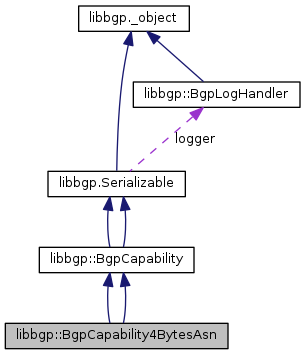 libbgp._object
libbgp::BgpLogHandler
logger
libbgp.Serializable
libbgp::BgpCapability
libbgp::BgpCapability4BytesAsn